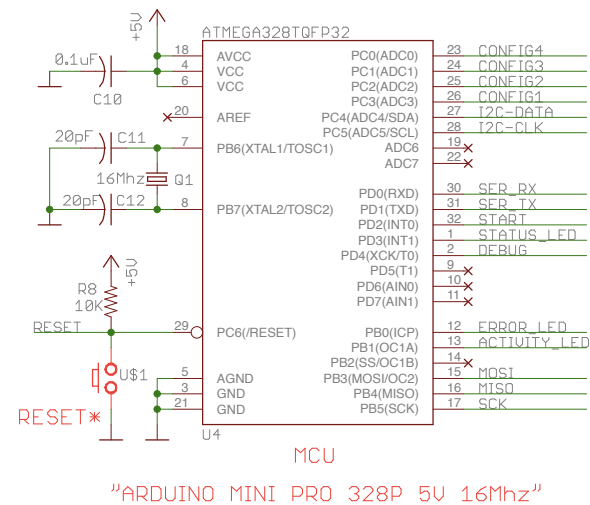 ATMEGA328TQFP32
+5V
0.1uF
C10
18 AVCC PC0(ADC0) 23 CONFIG4
4 VCC PC1(ADC1) 24 CONFIG3
6 VCC PC2(ADC2) 25 CONFIG2
PC3(ADC3) 26 CONFIG1
20 AREF PC4(ADC4/SDA) 27 I2C-DATA
PC5(ADC5/SCL) 28 I2C-CLK
20pF C11
7 PB6(XTAL1/TOSC1) ADC6 19
ADC7 22
16Mhz Q1
20pF C12
8 PB7(XTAL2/TOSC2)
PD0(RXD) 30 SER_RX
PD1(TXD) 31 SER_TX
PD2(INT0) 32 START
PD3(INT1) 1 STATUS_LED
PD4(XCK/T0) 2 DEBUG
PD5(T1) 9
PD6(AIN0) 10
PD7(AIN1) 11
+5V
R8
10K
RESET 29 PC6(/RESET) PB0(ICP) 12 ERROR_LED
PB1(OC1A) 13 ACTIVITY_LED
PB2(SS/OC1B) 14
U$1
5 AGND PB3(MOSI/OC2) 15 MOSI
3 GND PB4(MISO) 16 MISO
21 GND PB5(SCK) 17 SCK
RESET*
U4
MCU
"ARDUINO MINI PRO 328P 5V 16Mhz"